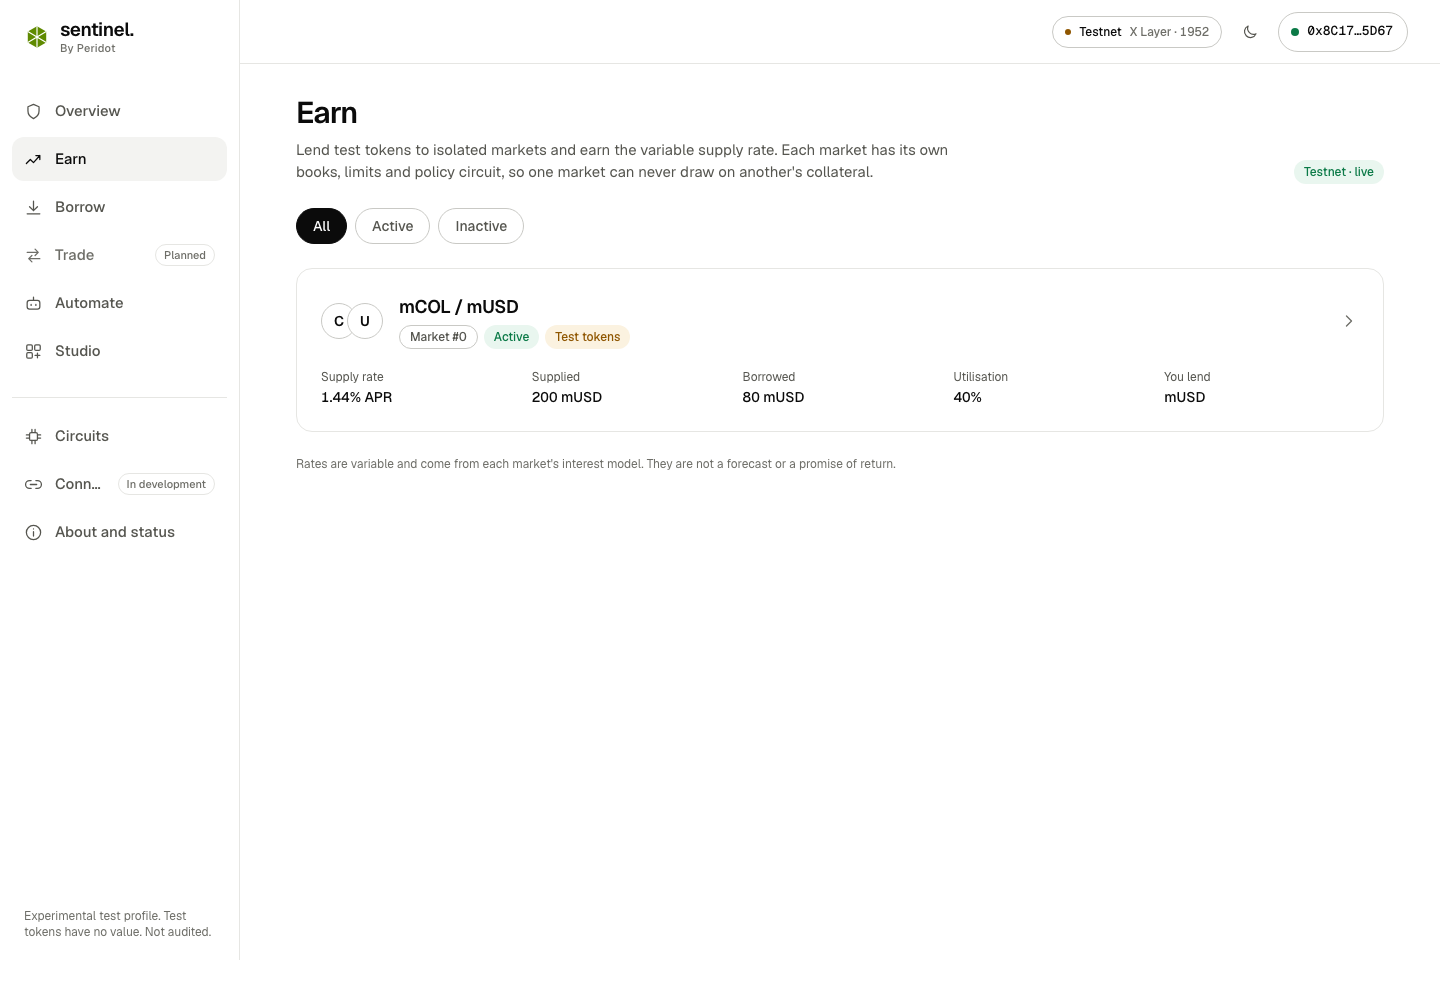 sentinel.
By Peridot
Testnet X Layer · 1952
0x8C17…5D67
Overview
Earn
Borrow
Trade Planned
Automate
Studio
Circuits
Conn… In development
About and status
Experimental test profile. Test
tokens have no value. Not audited.
Earn
Lend test tokens to isolated markets and earn the variable supply rate. Each market has its own
books, limits and policy circuit, so one market can never draw on another's collateral.
Testnet · live
All Active Inactive
C U
mCOL / mUSD
Market #0 Active Test tokens
Supply rate Supplied Borrowed Utilisation You lend
1.44% APR 200 mUSD 80 mUSD 40% mUSD
Rates are variable and come from each market's interest model. They are not a forecast or a promise of return.